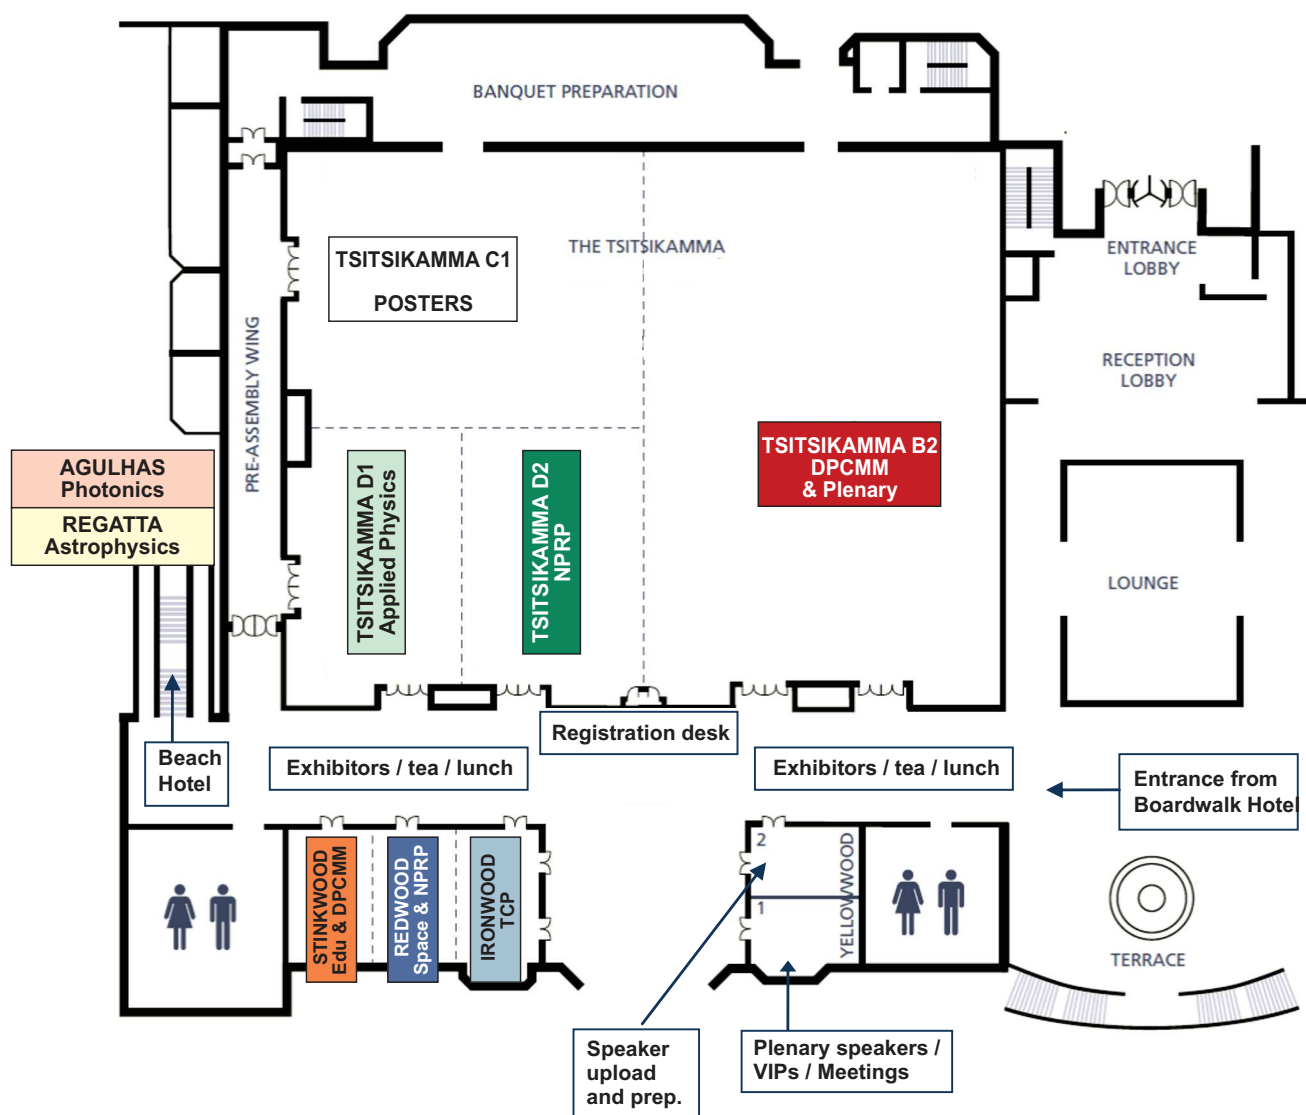 BANQUET PREPARATION
THE TSITSIKAMMA
TSITSIKAMMA C1
POSTERS
ENTRANCE
LOBBY
RECEPTION
LOBBY
PRE-ASSEMBLY WING
AGULHAS
Photonics
REGATTA
Astrophysics
TSITSIKAMMA D1
Applied Physics
TSITSIKAMMA D2
NPRP
TSITSIKAMMA B2
DPCMM
& Plenary
LOUNGE
Registration desk
Beach
Hotel
Exhibitors / tea / lunch
Exhibitors / tea / lunch
Entrance from
Boardwalk Hotel
STINKWOOD
Edu & DPCMM
REDWOOD
Space & NPRP
IRONWOOD
TCP
2
1
YELLOWWOOD
TERRACE
Speaker
upload
and prep.
Plenary speakers /
VIPs / Meetings